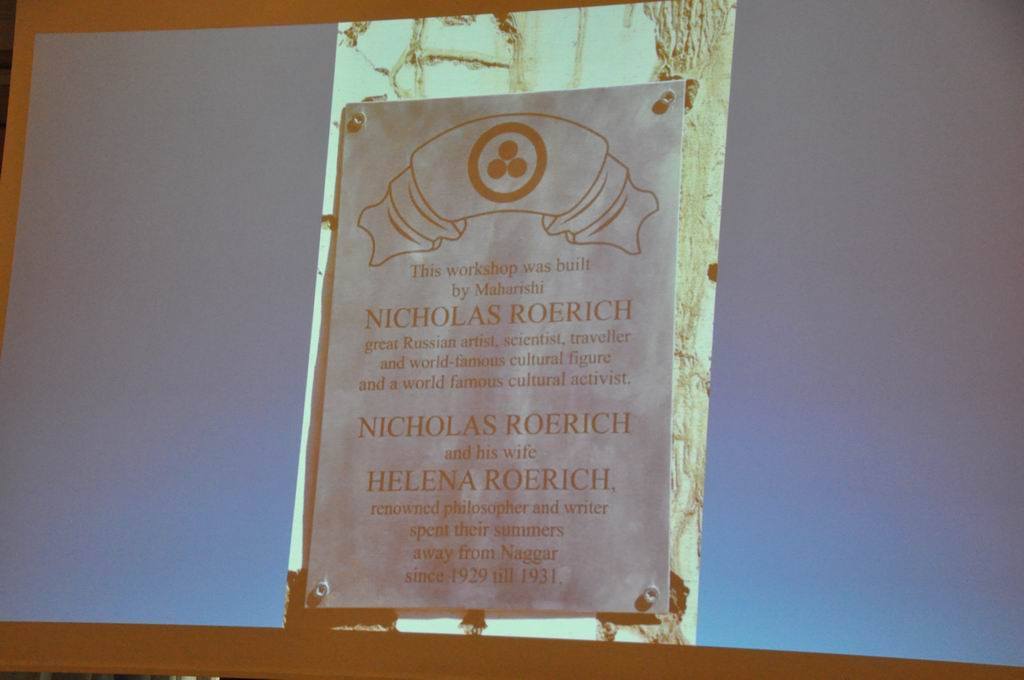 This workshop was built
by Maharishi
NICHOLAS ROERICH
great Russian artist, scientist, traveller
and world-famous cultural figure
and a world famous cultural activist.
NICHOLAS ROERICH
and his wife
HELENA ROERICH,
renowned philosopher and writer
spent their summers
away from Naggar
since 1929 till 1931.